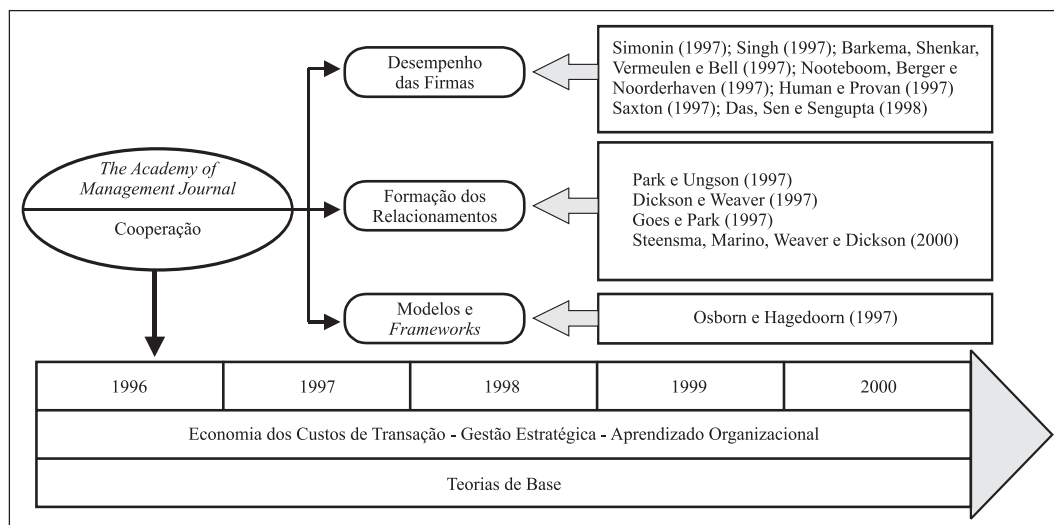 The Academy of
Management Journal
Cooperação
Desempenho
das Firmas
Simonin (1997); Singh (1997); Barkema, Shenkar,
Vermeulen e Bell (1997); Nooteboom, Berger e
Noorderhaven (1997); Human e Provan (1997)
Saxton (1997); Das, Sen e Sengupta (1998)
Formação dos
Relacionamentos
Park e Ungson (1997)
Dickson e Weaver (1997)
Goes e Park (1997)
Steensma, Marino, Weaver e Dickson (2000)
Modelos e
Frameworks
Osborn e Hagedoorn (1997)
1996 1997 1998 1999 2000
Economia dos Custos de Transação - Gestão Estratégica - Aprendizado Organizacional
Teorias de Base